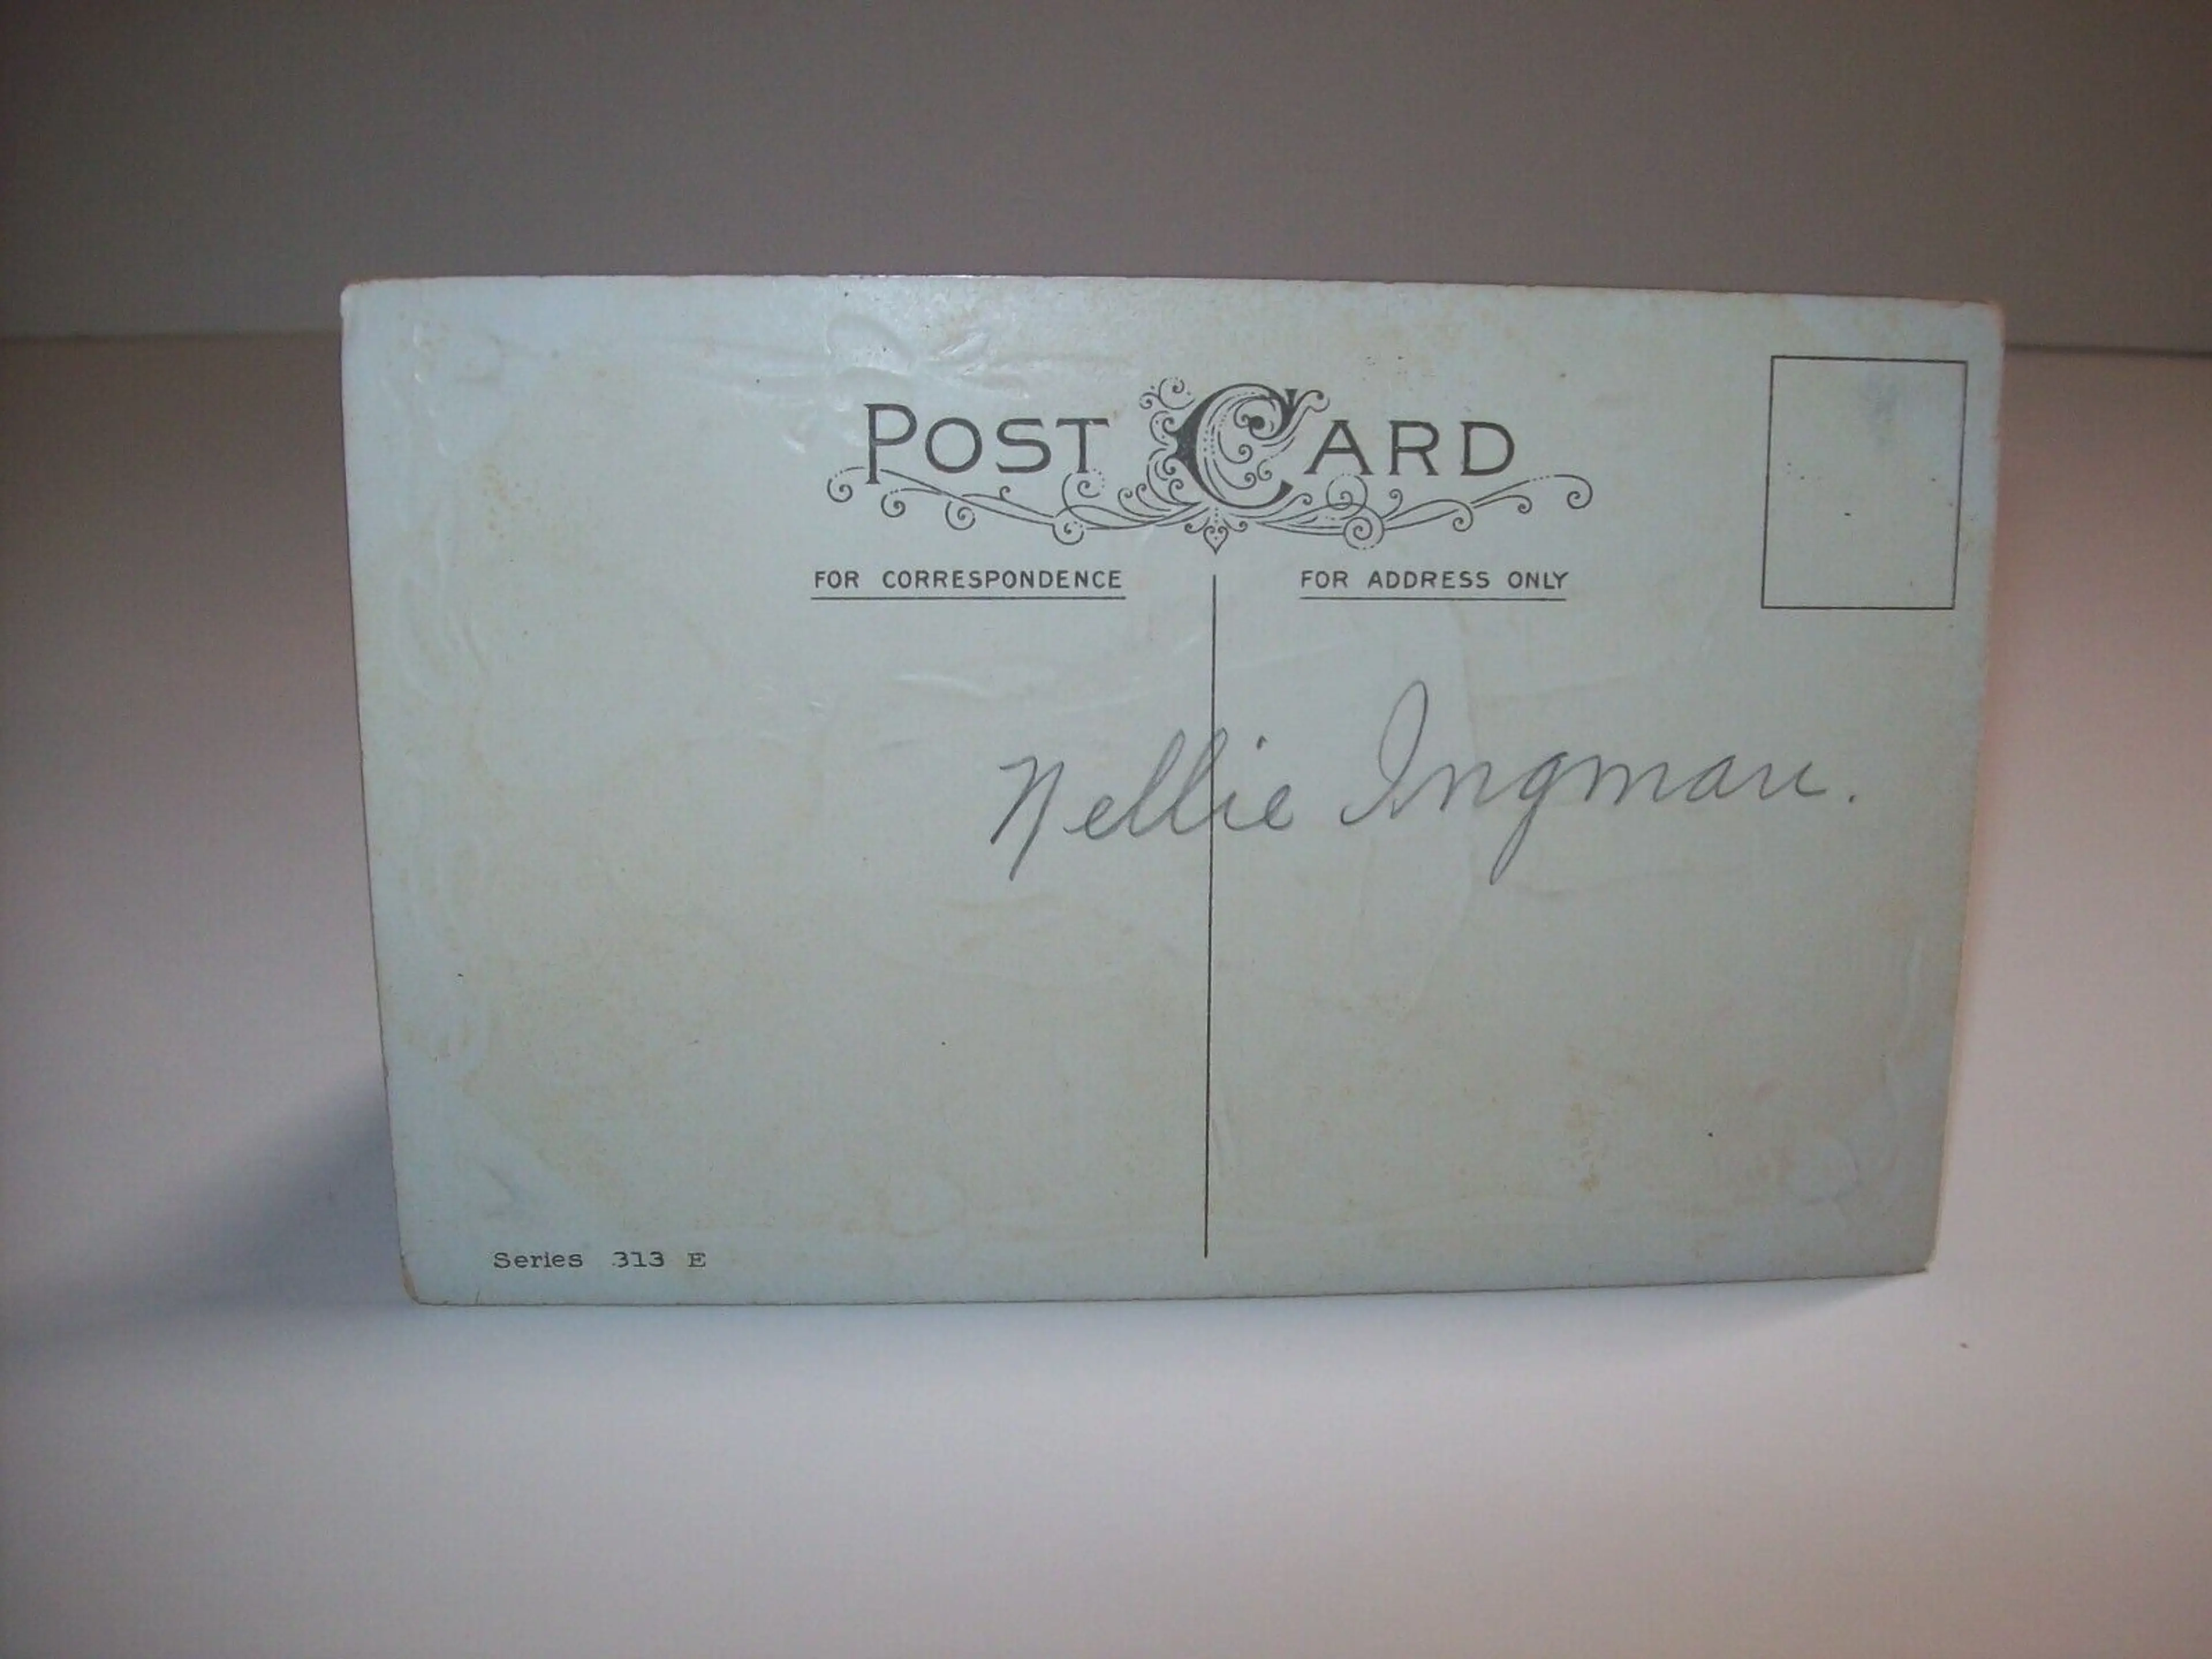 POST CARD
FOR CORRESPONDENCE
FOR ADDRESS ONLY
Nellie Ingman.
Series 313 E